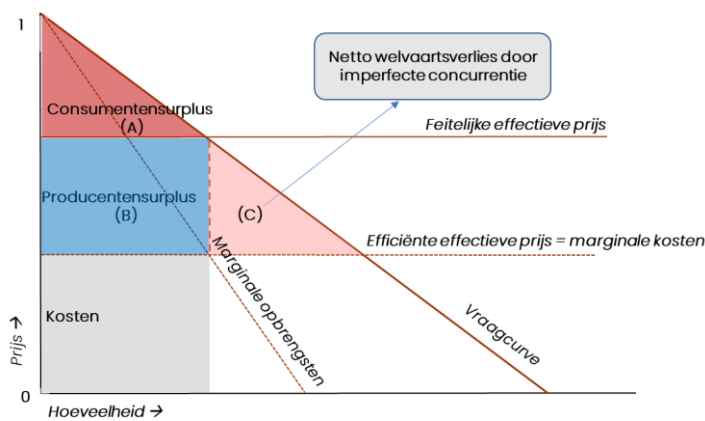 1
Netto welvaartsverlies door
imperfecte concurrentie
Consumentensurplus
(A)
Feitelijke effectieve prijs
Producentensurplus
(B)
(C)
Efficiënte effectieve prijs = marginale kosten
Marginale opbrengsten
Kosten
Vraagcurve
Prijs →
0
Hoeveelheid →